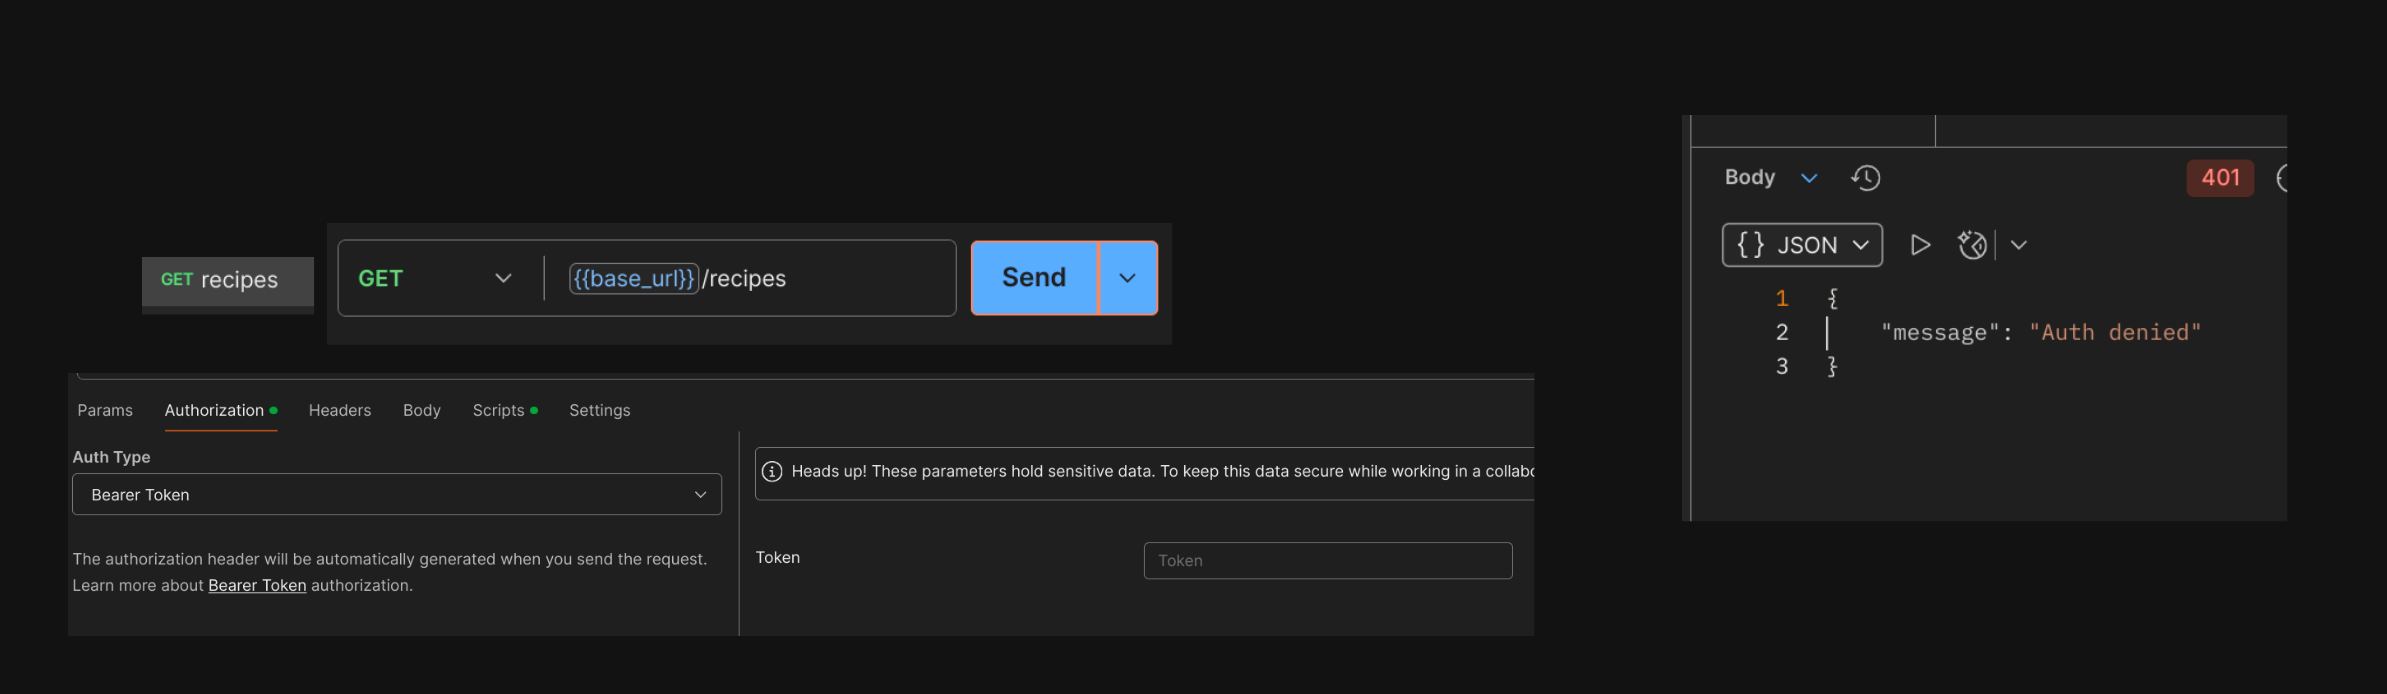 GET recipes
GET {{base_url}}/recipes Send
Params Authorization Headers Body Scripts Settings
Auth Type
Bearer Token
The authorization header will be automatically generated when you send the request.
Learn more about Bearer Token authorization.
Heads up! These parameters hold sensitive data. To keep this data secure while working in a collabo
Token Token
Body 401
{} JSON
1 {
2 "message": "Auth denied"
3 }